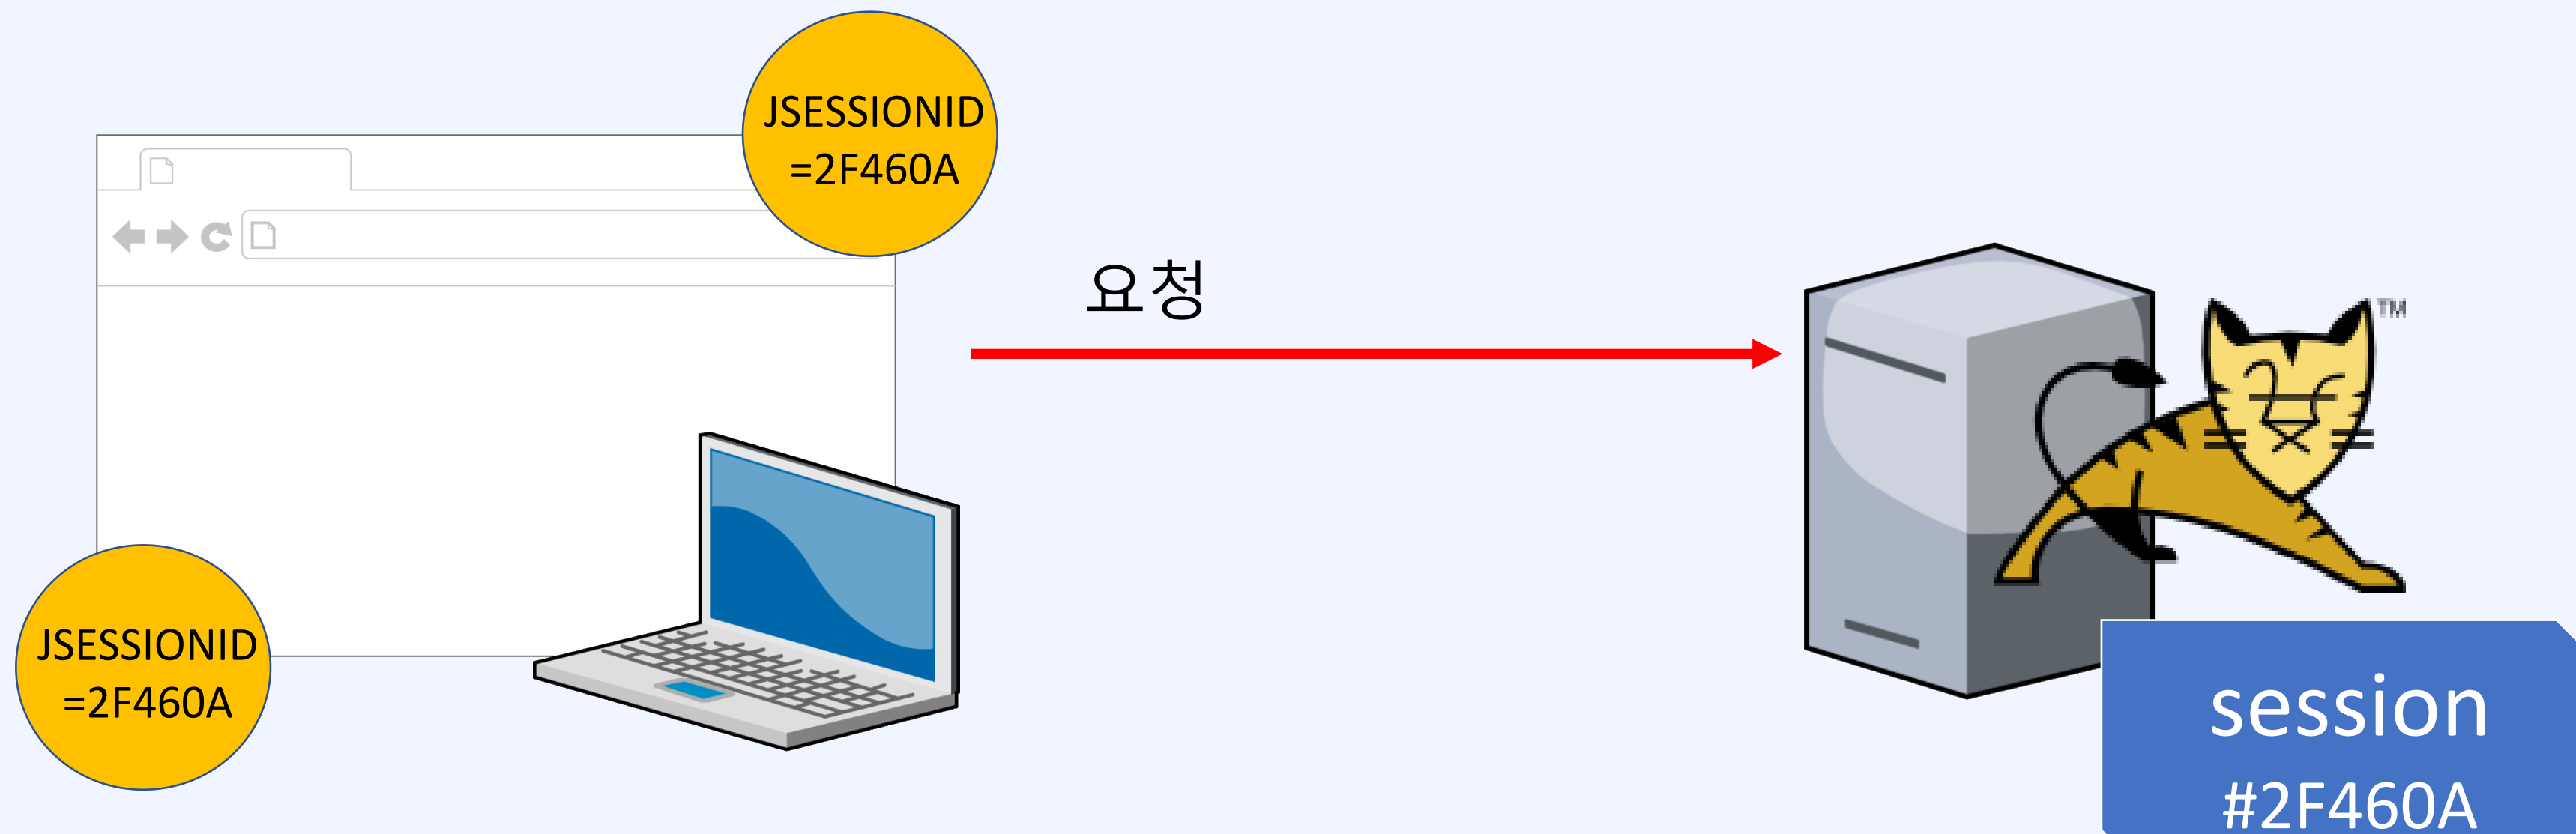 JSESSIONID
=2F460A
요청
TM
JSESSIONID
=2F460A
session
#2F460A